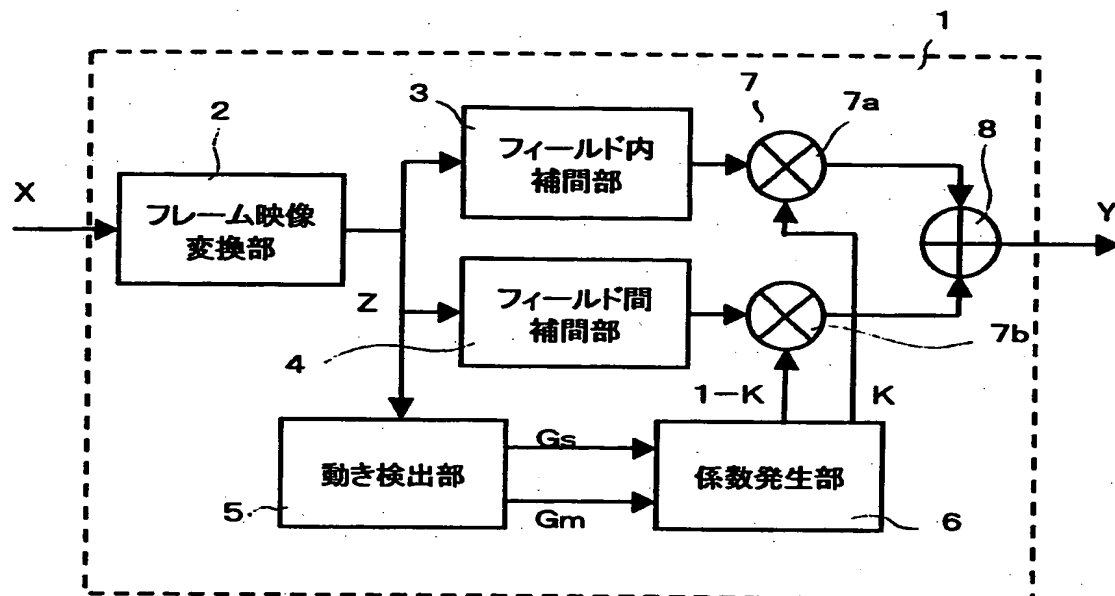 1
2
3
7
7a
8
X
フレーム映像
変換部
フィールド内
補間部
Y
Z
フィールド間
補間部
4
7b
1-K
K
動き検出部
5
Gs
Gm
係数発生部
6